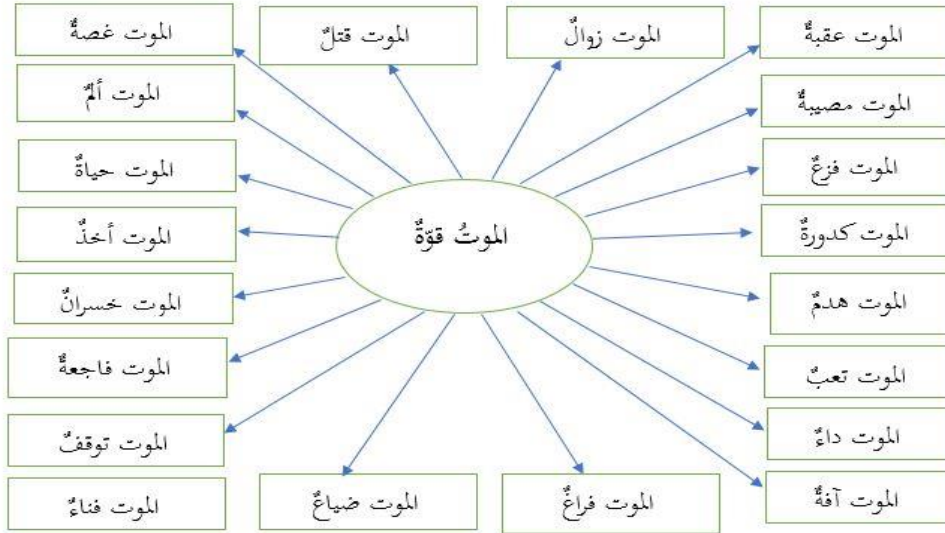 الموت عقبةٌ
الموت زوالٌ
الموت قتلٌ
الموت غصةٌ
الموت مصيبةٌ
الموت ألمٌ
الموت فزعٌ
الموت حياةٌ
الموت كدورةٌ
الموتُ قوّةٌ
الموت أخذٌ
الموت هدمٌ
الموت خسرانٌ
الموت تعبٌ
الموت فاجعةٌ
الموت داءٌ
الموت توقفٌ
الموت آفةٌ
الموت فراغٌ
الموت ضياعٌ
الموت فناءٌ